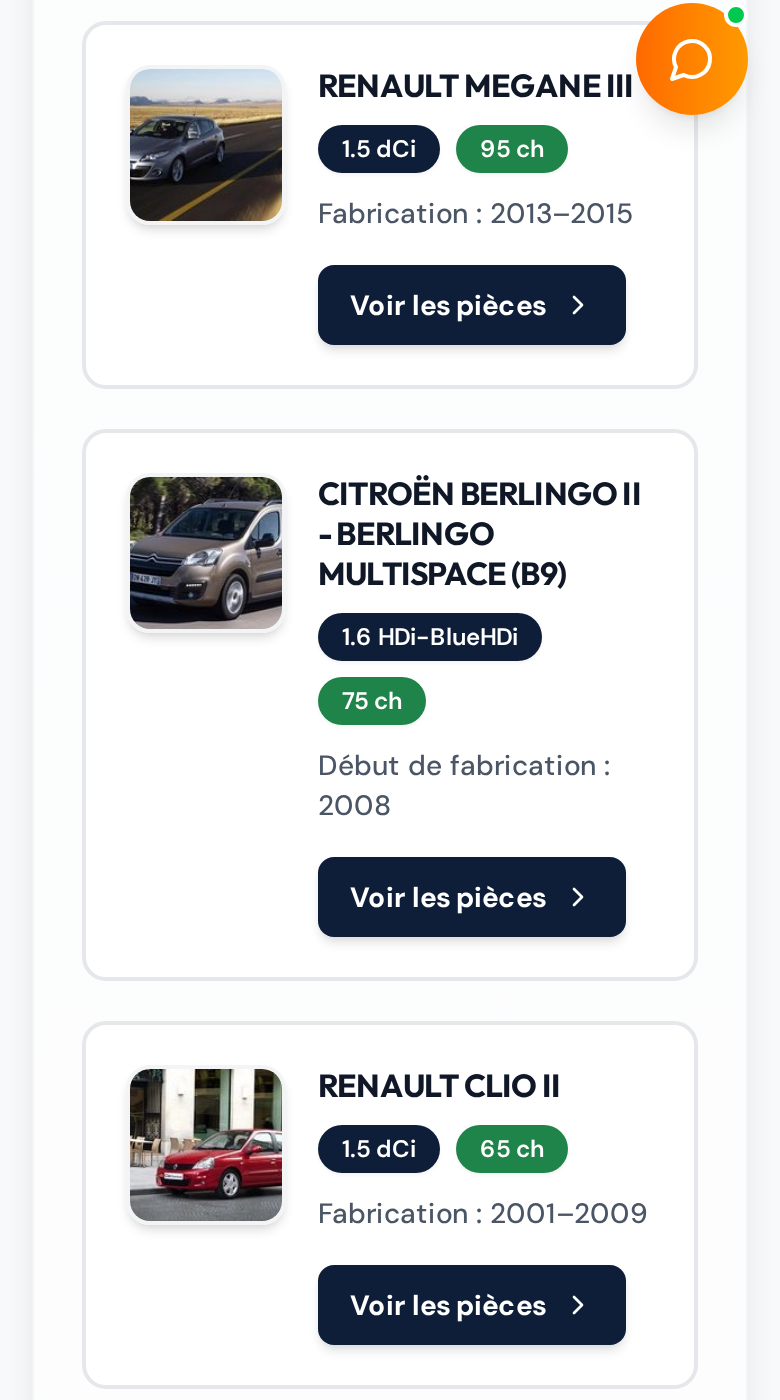 RENAULT MEGANE III
1.5 dCi
95 ch
Fabrication : 2013–2015
Voir les pièces
CITROËN BERLINGO II
- BERLINGO
MULTISPACE (B9)
1.6 HDi-BlueHDi
75 ch
Début de fabrication :
2008
Voir les pièces
RENAULT CLIO II
1.5 dCi
65 ch
Fabrication : 2001–2009
Voir les pièces